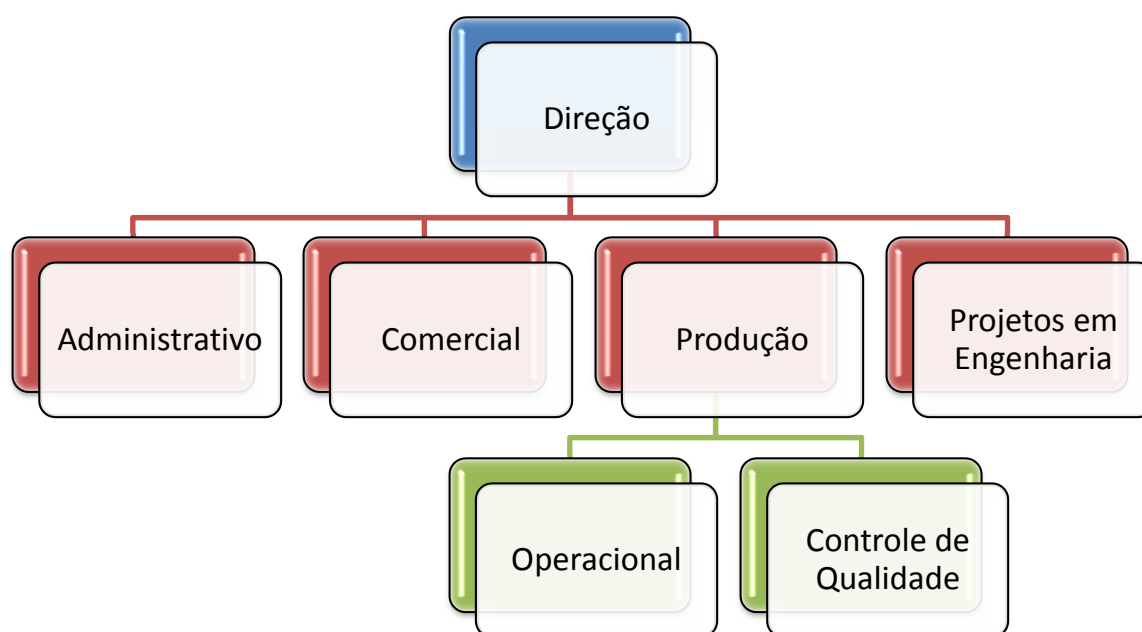 Direção
Administrativo
Comercial
Produção
Projetos em
Engenharia
Operacional
Controle de
Qualidade